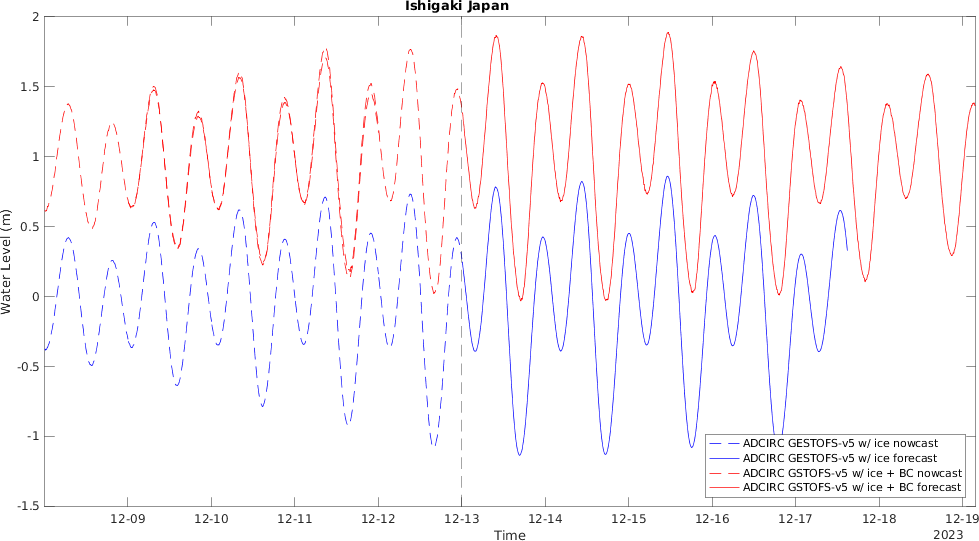 Ishigaki Japan
2
1.5
1
0.5
0
-0.5
-1
-1.5
Water Level (m)
ADCIRC GESTOFS-v5 w/ ice nowcast
ADCIRC GESTOFS-v5 w/ ice forecast
ADCIRC GSTOFS-v5 w/ ice + BC nowcast
ADCIRC GSTOFS-v5 w/ ice + BC forecast
12-09 12-10 12-11 12-12 12-13 12-14 12-15 12-16 12-17 12-18 12-19
Time
2023